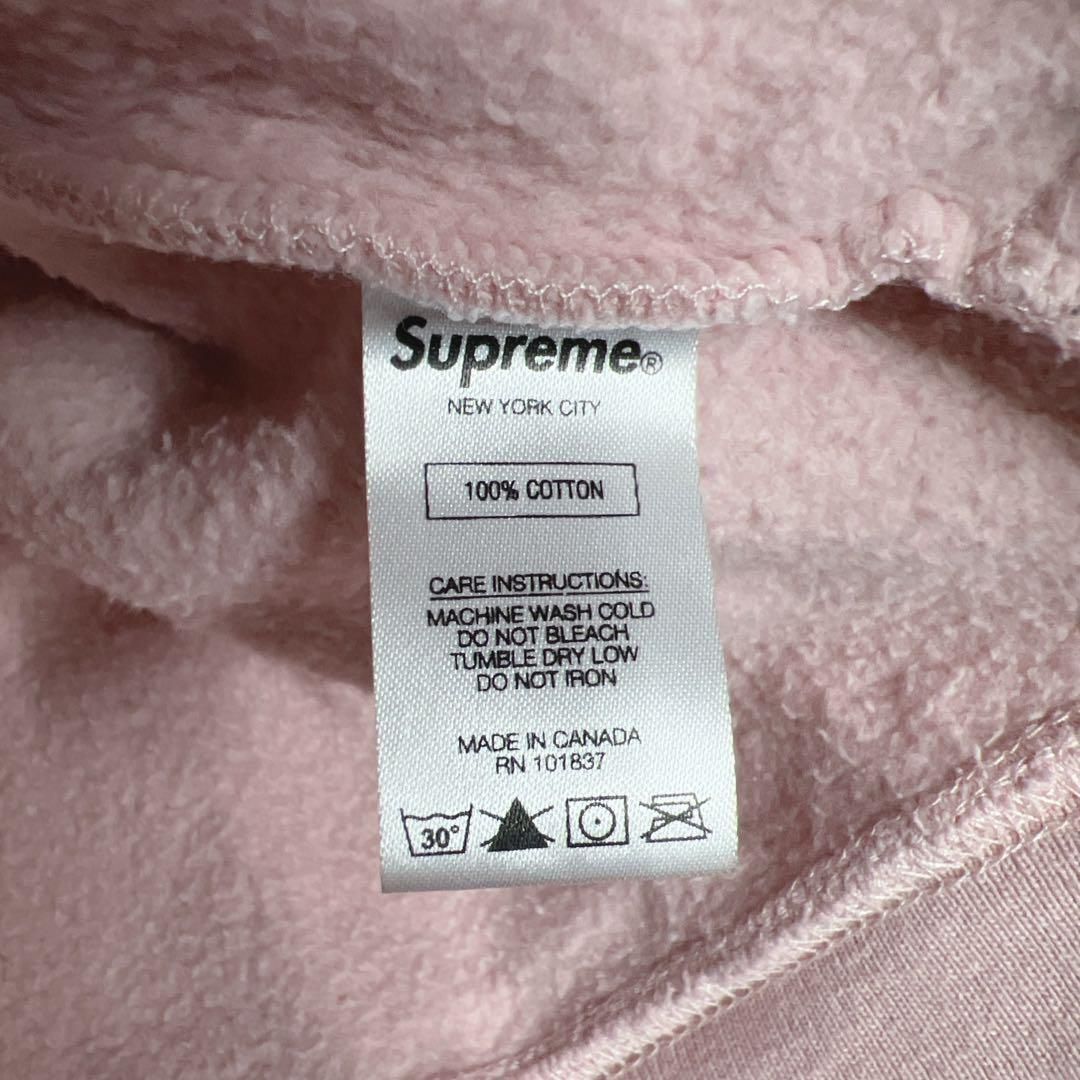 Supreme®
NEW YORK CITY
100% COTTON
CARE INSTRUCTIONS:
MACHINE WASH COLD
DO NOT BLEACH
TUMBLE DRY LOW
DO NOT IRON
MADE IN CANADA
RN 101837
30°